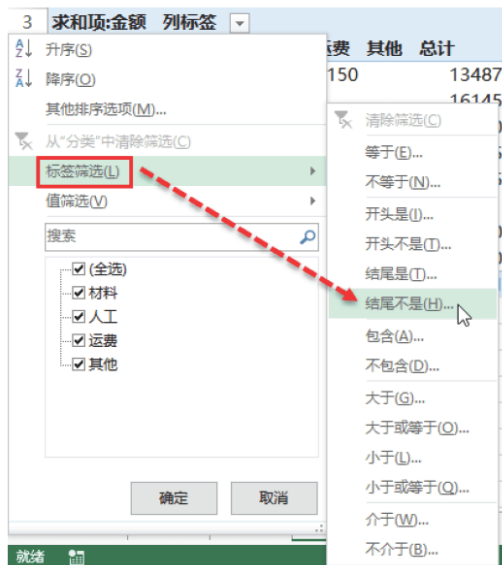 3 求和项:金额 列标签
升序(S)
降序(O)
其他排序选项(M)...
从"分类"中清除筛选(C)
标签筛选(L)
值筛选(V)
搜索
(全选)
材料
人工
运费
其他
确定 取消
就绪
运费 其他 总计
150 13487
16145
清除筛选(C)
等于(E)...
不等于(N)...
开头是(I)...
开头不是(T)...
结尾是(T)...
结尾不是(H)...
包含(A)...
不包含(D)...
大于(G)...
大于或等于(O)...
小于(L)...
小于或等于(Q)...
介于(W)...
不介于(B)...